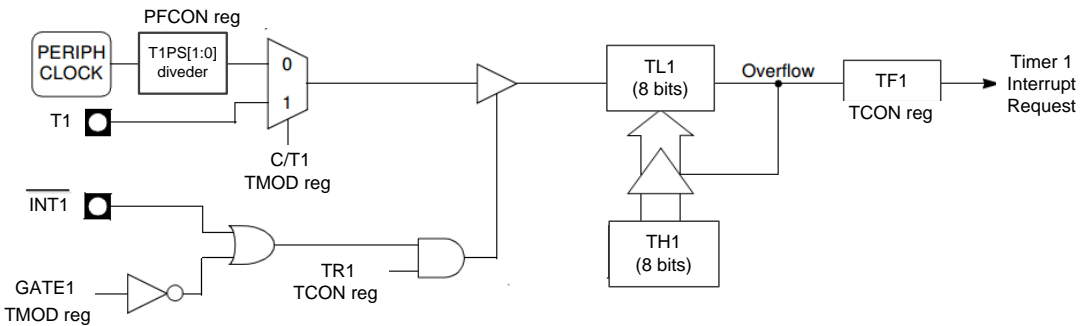 PFCON reg
PERIPH
CLOCK
T1PS[1:0]
diveder
0
1
T1
C/T1
TMOD reg
TL1
(8 bits)
Overflow
TF1
TCON reg
Timer 1
Interrupt
Request
INT1
GATE1
TMOD reg
TR1
TCON reg
TH1
(8 bits)